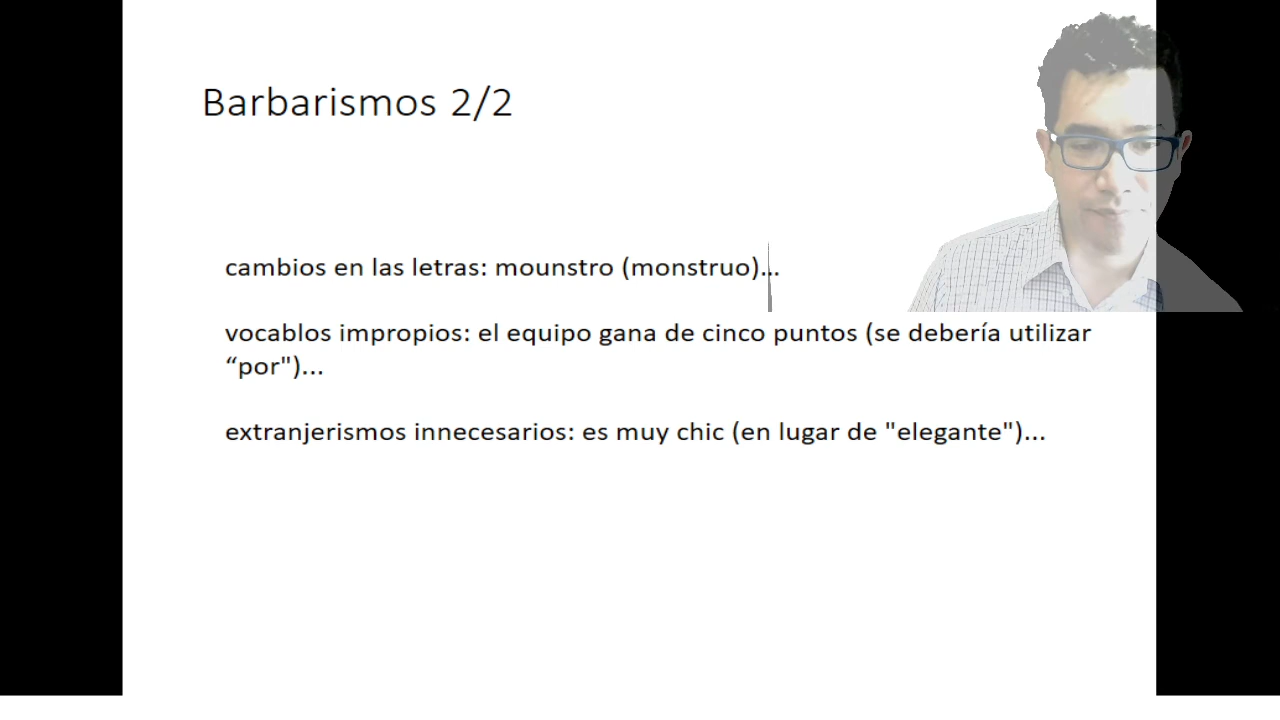 Barbarismos 2/2
cambios en las letras: mounstro (monstruo)...
vocablos impropios: el equipo gana de cinco puntos (se debería utilizar
“por")...
extranjerismos innecesarios: es muy chic (en lugar de "elegante")...